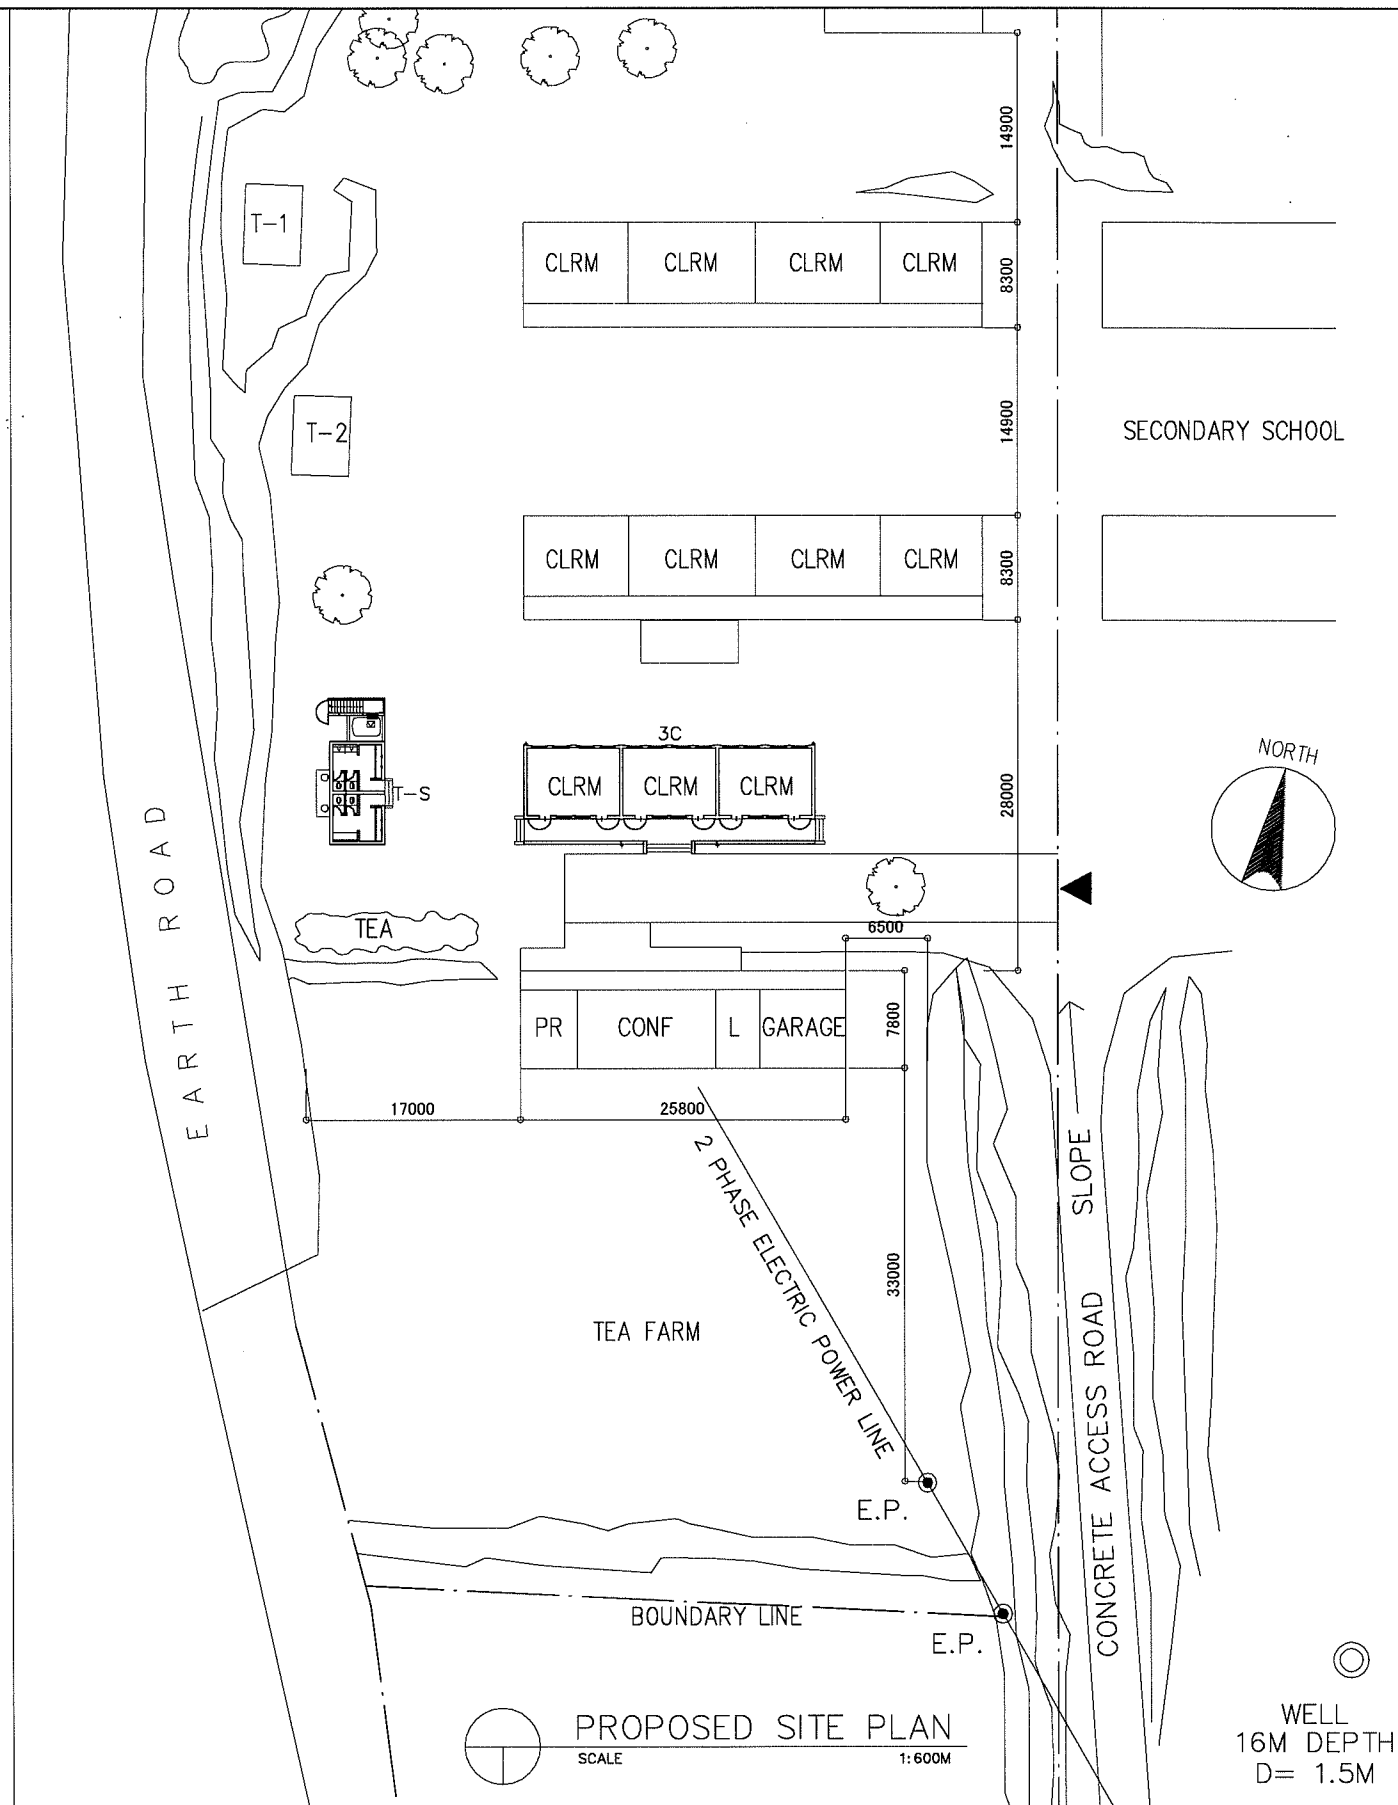 14900
T-1
CLRM CLRM CLRM CLRM
8300
T-2
14900
SECONDARY SCHOOL
CLRM CLRM CLRM CLRM
8300
3C
NORTH
CLRM CLRM CLRM
T-S
28000
EARTH ROAD
TEA
6500
PR CONF L GARAGE
7800
17000
25800
2 PHASE ELECTRIC POWER LINE
SLOPE
33000
TEA FARM
CONCRETE ACCESS ROAD
E.P.
BOUNDARY LINE
E.P.
PROPOSED SITE PLAN
SCALE 1:600M
WELL
16M DEPTH
D= 1.5M